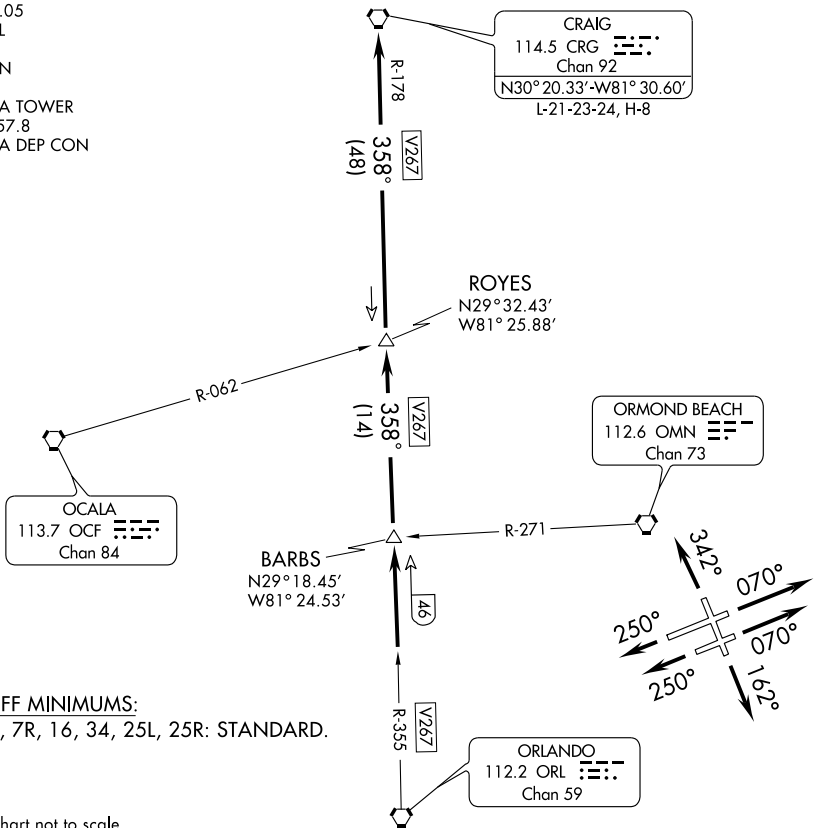 .05
L
N
A TOWER
57.8
A DEP CON
CRAIG
114.5 CRG
Chan 92
N30° 20.33′-W81° 30.60′
L-21-23-24, H-8
R-178
V267
358°
(48)
ROYES
N29° 32.43′
W81° 25.88′
R-062
V267
358°
(14)
OCALA
113.7 OCF
Chan 84
ORMOND BEACH
112.6 OMN
Chan 73
R-271
BARBS
N29° 18.45′
W81° 24.53′
46
342°
070°
250°
070°
250°
162°
FF MINIMUMS:
, 7R, 16, 34, 25L, 25R: STANDARD.
V267
R-355
ORLANDO
112.2 ORL
Chan 59
hart not to scale